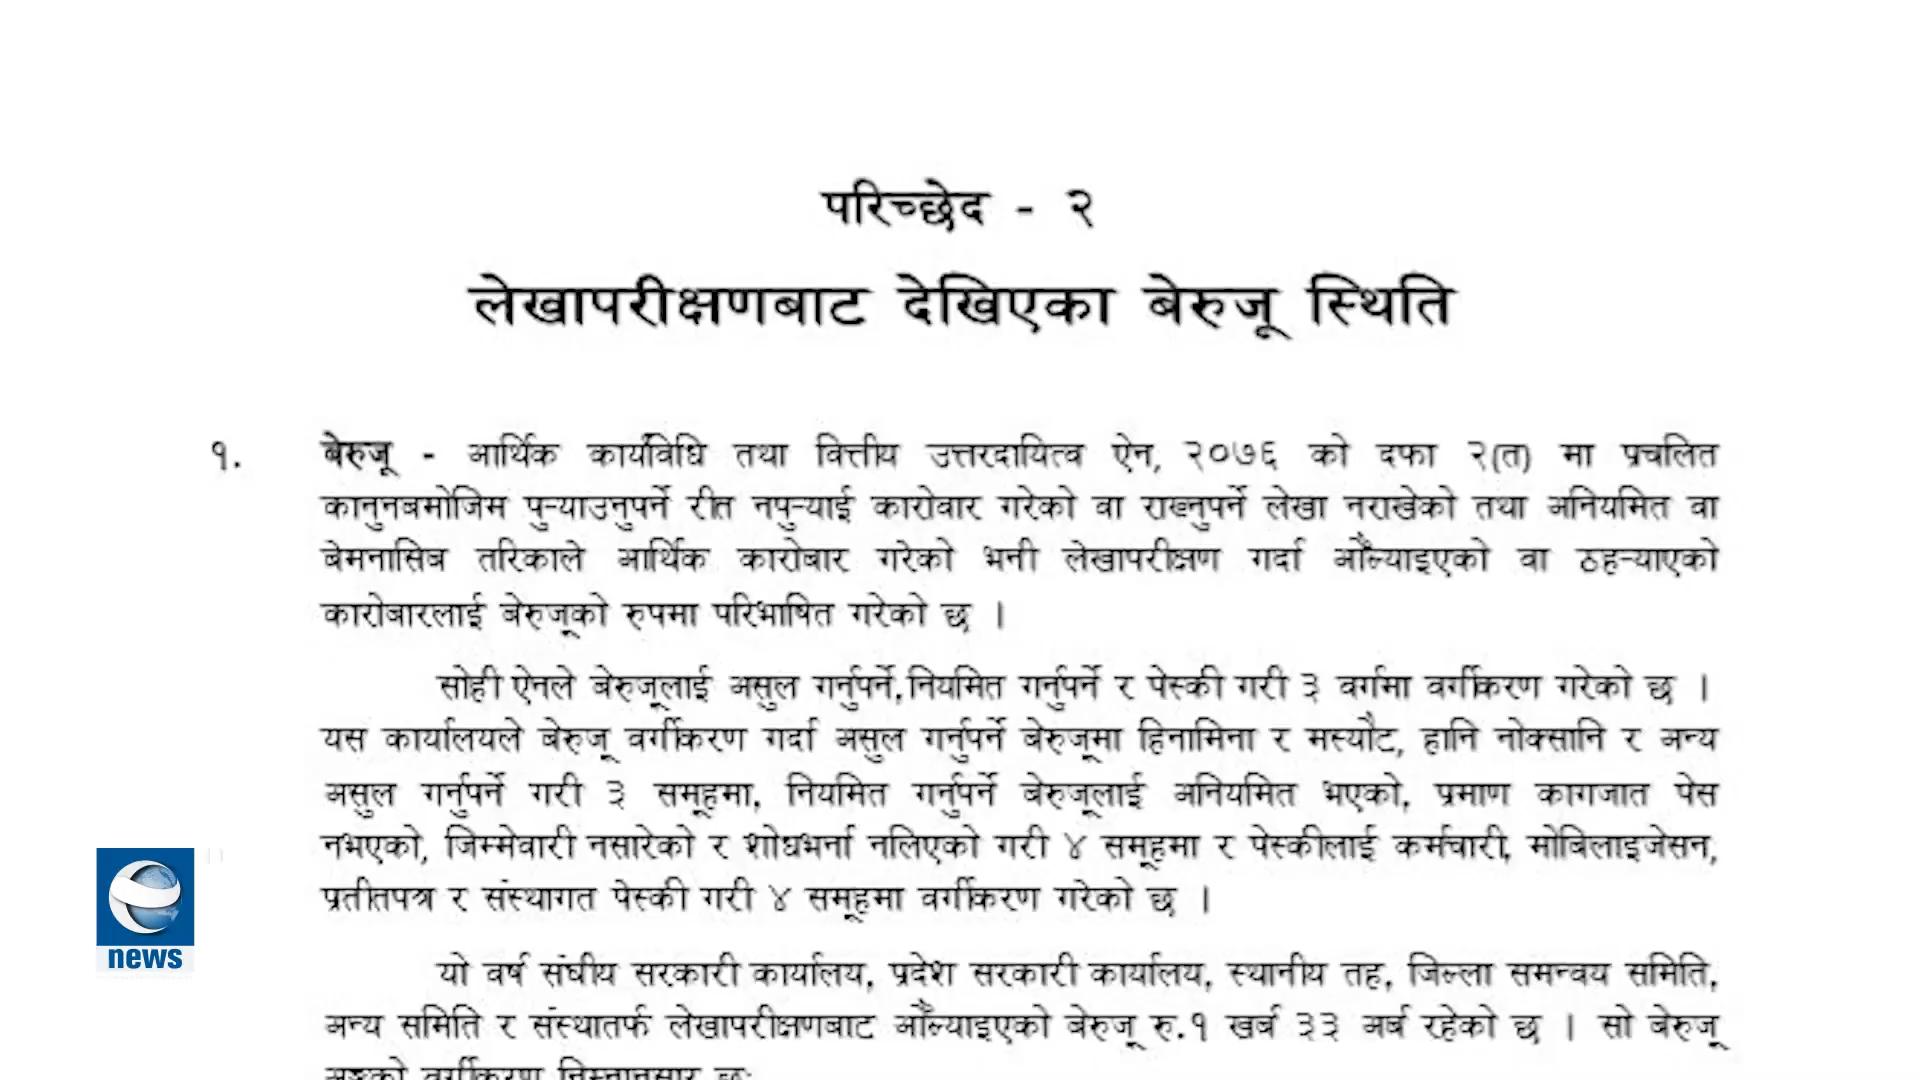 परिच्छेद - २
लेखापरीक्षणबाट देखिएका बेरुजू स्थिति
१. बेरुजू - आर्थिक कार्यविधि तथा वित्तीय उत्तरदायित्व ऐन, २०७६ को दफा २(त) मा प्रचलित
कानुनबमोजिम पुऱ्याउनुपर्ने रीत नपुऱ्याई कारोवार गरेको वा राख्नुपर्ने लेखा नराखेको तथा अनियमित वा
बेमनासिब तरिकाले आर्थिक कारोबार गरेको भनी लेखापरीक्षण गर्दा औंल्याइएको वा ठहऱ्याएको
कारोबारलाई बेरुजूको रुपमा परिभाषित गरेको छ ।
सोही ऐनले बेरुजूलाई असुल गर्नुपर्ने,नियमित गर्नुपर्ने र पेस्की गरी ३ वर्गमा वर्गीकरण गरेको छ ।
यस कार्यालयले बेरुजू वर्गीकरण गर्दा असुल गर्नुपर्ने बेरुजूमा हिनामिना र मस्यौट, हानि नोक्सानि र अन्य
असुल गर्नुपर्ने गरी ३ समूहमा, नियमित गर्नुपर्ने बेरुजूलाई अनियमित भएको, प्रमाण कागजात पेस
नभएको, जिम्मेवारी नसारेको र शोधभर्ना नलिएको गरी ४ समूहमा र पेस्कीलाई कर्मचारी, मोबिलाइजेसन,
प्रतीतपत्र र संस्थागत पेस्की गरी ४ समूहमा वर्गीकरण गरेको छ ।
यो वर्ष संघीय सरकारी कार्यालय, प्रदेश सरकारी कार्यालय, स्थानीय तह, जिल्ला समन्वय समिति,
अन्य समिति र संस्थातर्फ लेखापरीक्षणबाट औंल्याइएको बेरुजू रु.१ खर्ब ३३ अर्ब रहेको छ । सो बेरुजू
अङ्कको वर्गीकरण निम्नानुसार छः
news